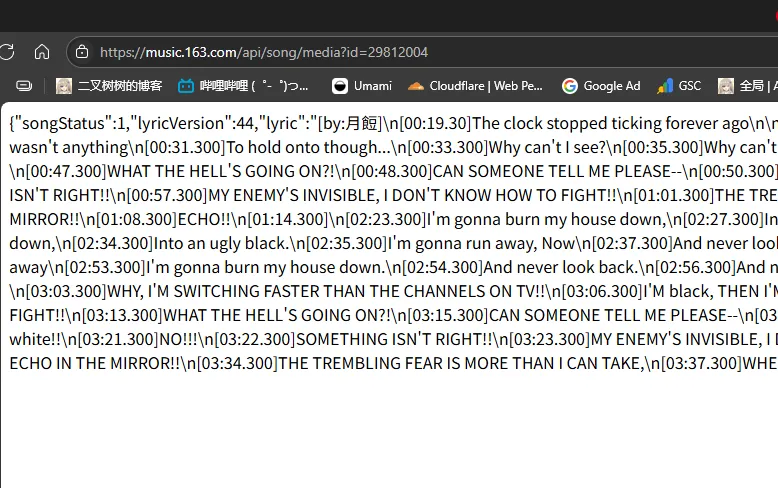 https://music.163.com/api/song/media?id=29812004
二叉树树的博客 哔哩哔哩 ( ゜- ゜)つ... Umami Cloudflare | Web Pe... Google Ad GSC 全局 | A
{"songStatus":1,"lyricVersion":44,"lyric":"[by:月餖]\n[00:19.30]The clock stopped ticking forever ago\n\n
wasn't anything\n[00:31.300]To hold onto though...\n[00:33.300]Why can't I see?\n[00:35.300]Why can't
\n[00:47.300]WHAT THE HELL'S GOING ON?!\n[00:48.300]CAN SOMEONE TELL ME PLEASE--\n[00:50.300]
ISN'T RIGHT!!\n[00:57.300]MY ENEMY'S INVISIBLE, I DON'T KNOW HOW TO FIGHT!!\n[01:01.300]THE TRE
MIRROR!!\n[01:08.300]ECHO!!\n[01:14.300]\n[02:23.300]I'm gonna burn my house down,\n[02:27.300]In
down,\n[02:34.300]Into an ugly black.\n[02:35.300]I'm gonna run away, Now\n[02:37.300]And never look
away\n[02:53.300]I'm gonna burn my house down.\n[02:54.300]And never look back.\n[02:56.300]And n
\n[03:03.300]WHY, I'M SWITCHING FASTER THAN THE CHANNELS ON TV!!\n[03:06.300]I'M black, THEN I'M
FIGHT!!\n[03:13.300]WHAT THE HELL'S GOING ON?!\n[03:15.300]CAN SOMEONE TELL ME PLEASE--\n[03
white!!\n[03:21.300]NO!!!\n[03:22.300]SOMETHING ISN'T RIGHT!!\n[03:23.300]MY ENEMY'S INVISIBLE, I D
ECHO IN THE MIRROR!!\n[03:34.300]THE TREMBLING FEAR IS MORE THAN I CAN TAKE,\n[03:37.300]WHE